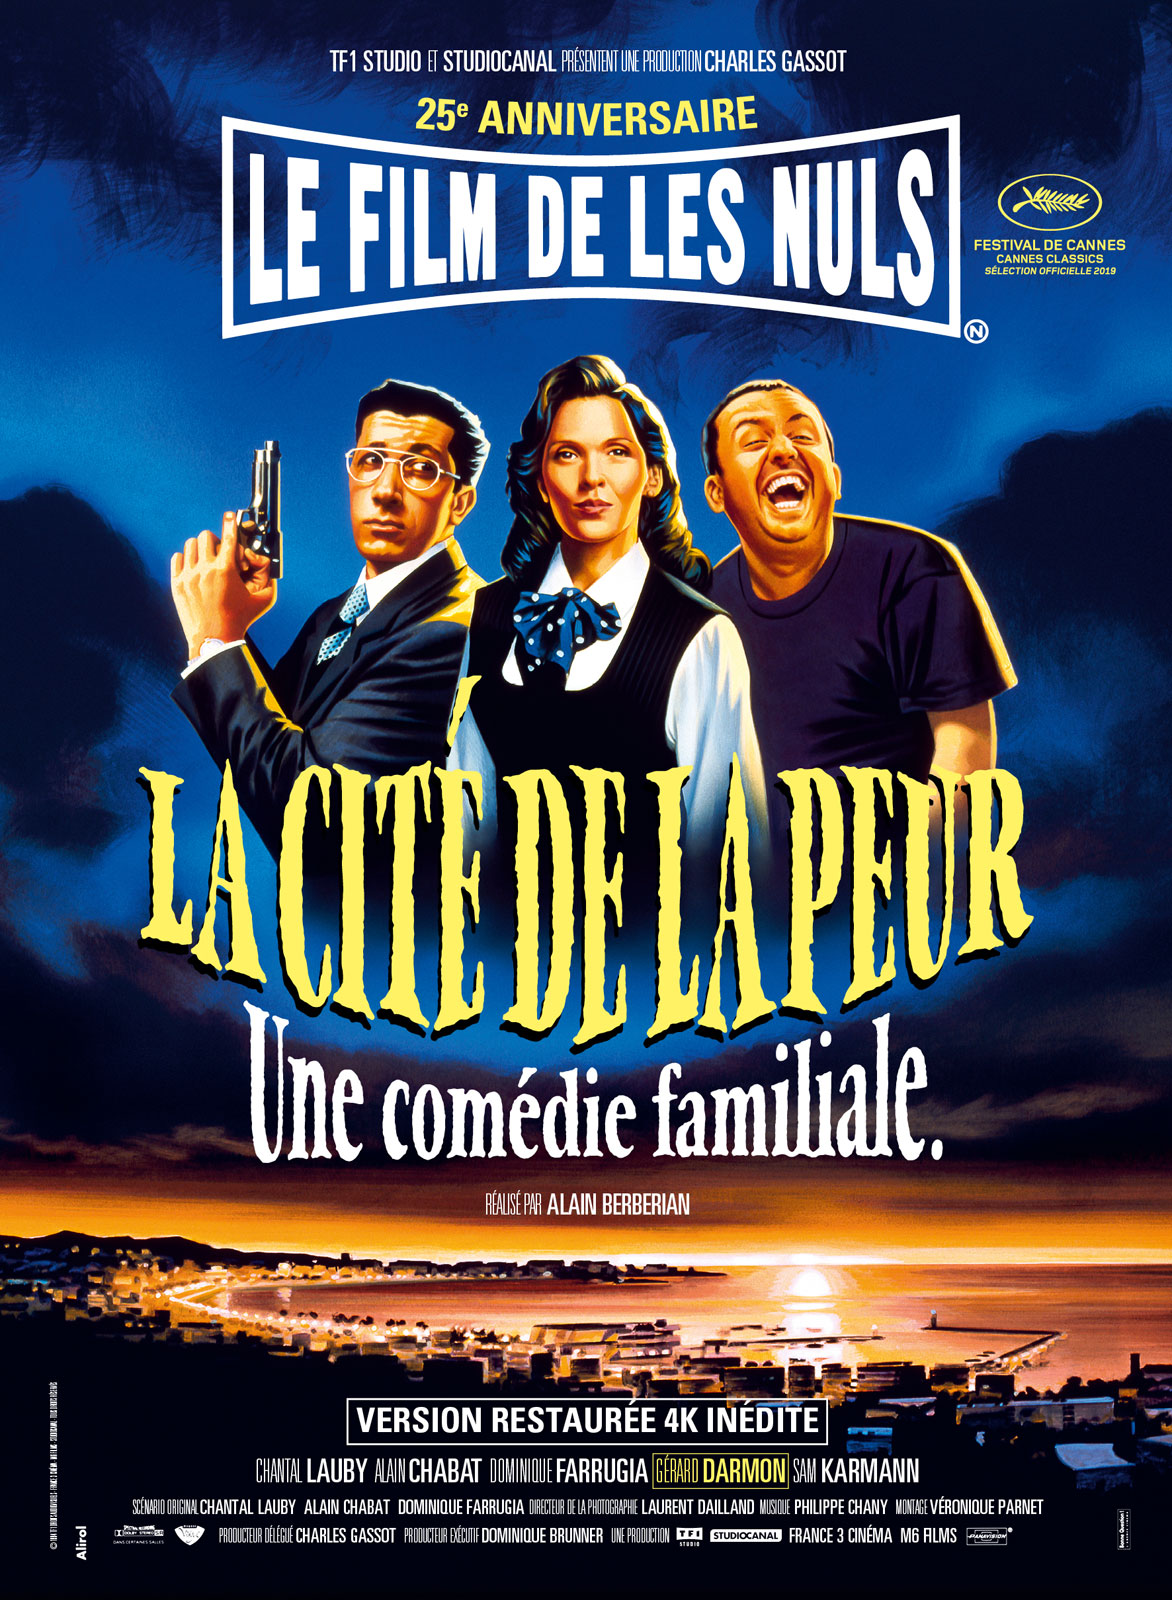 TF1 STUDIO ET STUDIOCANAL PRÉSENTENT UNE PRODUCTION CHARLES GASSOT
25e ANNIVERSAIRE
LE FILM DE LES NULS
N
FESTIVAL DE CANNES
CANNES CLASSICS
SÉLECTION OFFICIELLE 2019
LA CITÉ DE LA PEUR
Une comédie familiale.
RÉALISÉ PAR ALAIN BERBERIAN
VERSION RESTAURÉE 4K INÉDITE
CHANTAL LAUBY ALAIN CHABAT DOMINIQUE FARRUGIA GÉRARD DARMON SAM KARMANN
SCÉNARIO ORIGINAL CHANTAL LAUBY ALAIN CHABAT DOMINIQUE FARRUGIA DIRECTEUR DE LA PHOTOGRAPHIE LAURENT DAILLAND MUSIQUE PHILIPPE CHANY MONTAGE VÉRONIQUE PARNET
PRODUCTEUR DÉLÉGUÉ CHARLES GASSOT PRODUCTEUR EXÉCUTIF DOMINIQUE BRUNNER UNE PRODUCTION TF1 STUDIO STUDIOCANAL FRANCE 3 CINÉMA M6 FILMS PANAVISION
DANS CERTAINES SALLES
Alirol